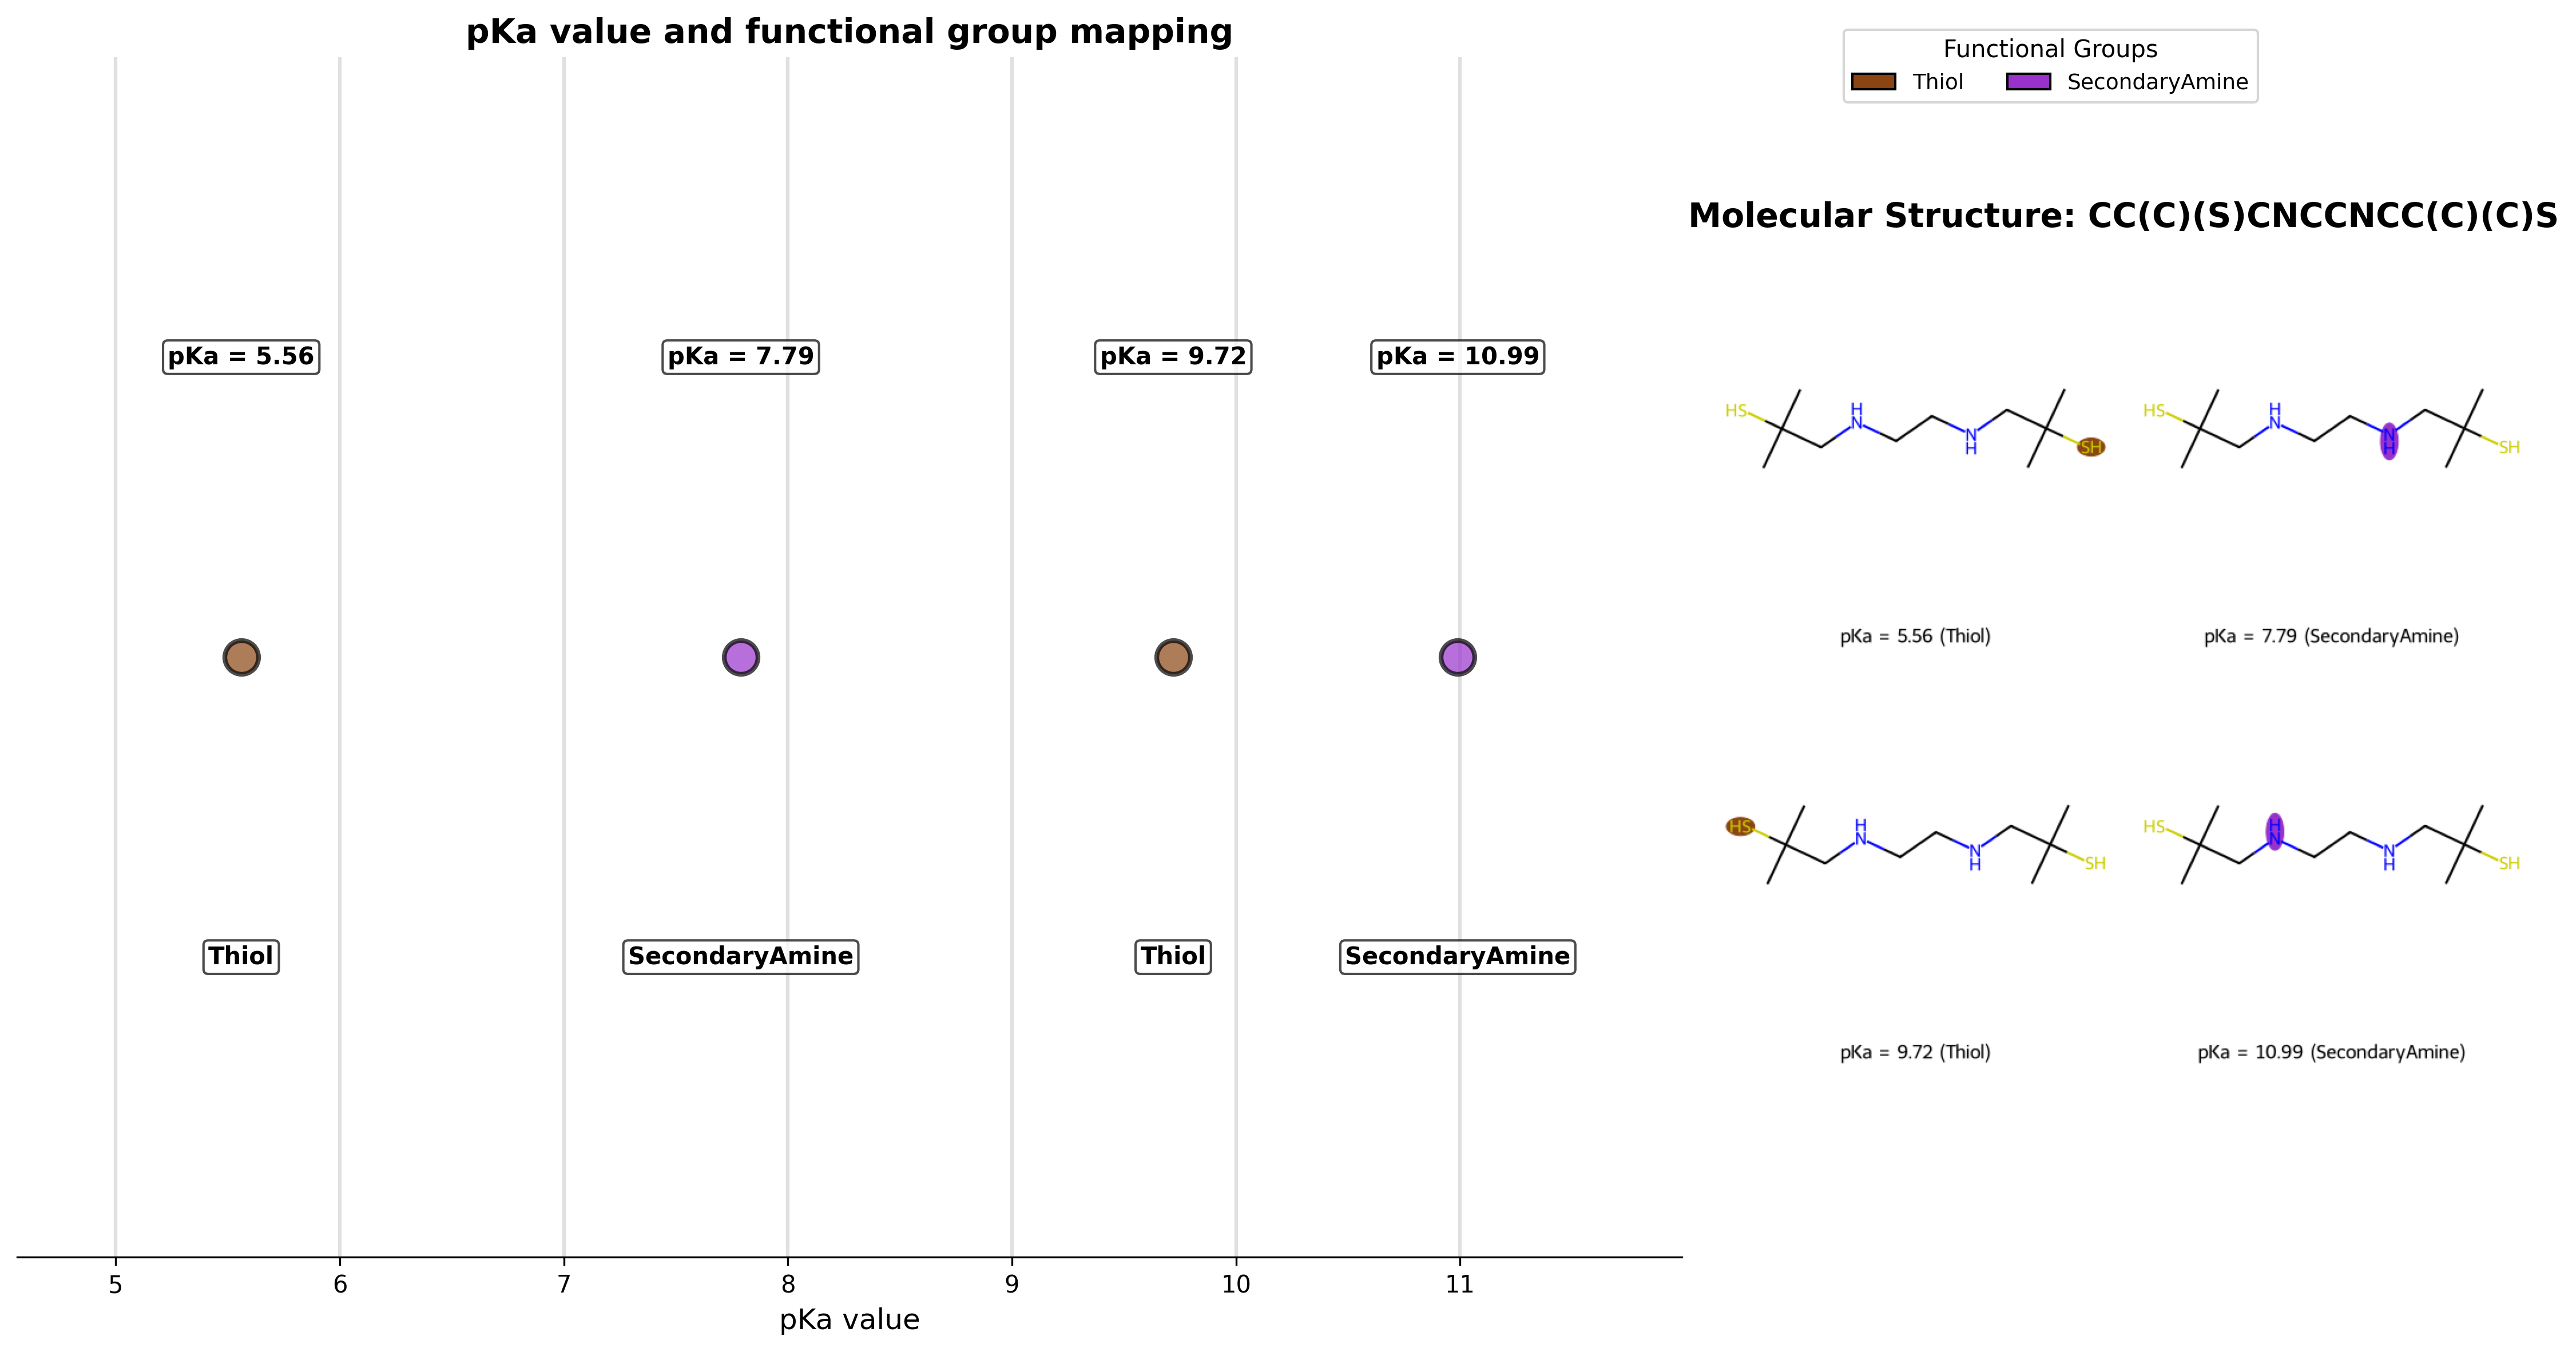 pKa value and functional group mapping
pKa = 5.56
pKa = 7.79
pKa = 9.72
pKa = 10.99
Thiol
SecondaryAmine
Thiol
SecondaryAmine
5 6 7 8 9 10 11
pKa value
Functional Groups
Thiol SecondaryAmine
Molecular Structure: CC(C)(S)CNCCNCC(C)(C)S
HS
H
N
N
H
SH
pKa = 5.56 (Thiol)
HS
H
N
N
H
SH
pKa = 7.79 (SecondaryAmine)
HS
H
N
N
H
SH
pKa = 9.72 (Thiol)
HS
H
N
N
H
SH
pKa = 10.99 (SecondaryAmine)